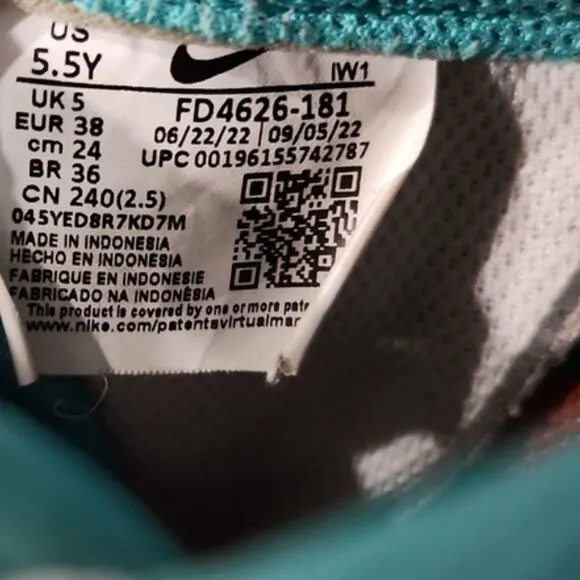 US
5.5Y
IW1
UK 5
FD4626-181
EUR 38
06/22/22 | 09/05/22
cm 24
UPC 00196155742787
BR 36
CN 240(2.5)
045YED8R7KD7M
MADE IN INDONESIA
HECHO EN INDONESIA
FABRIQUE EN INDONESIE
FABRICADO NA INDONÉSIA
This product is covered by one or more pate
www.nike.com/patentsvirtualmar